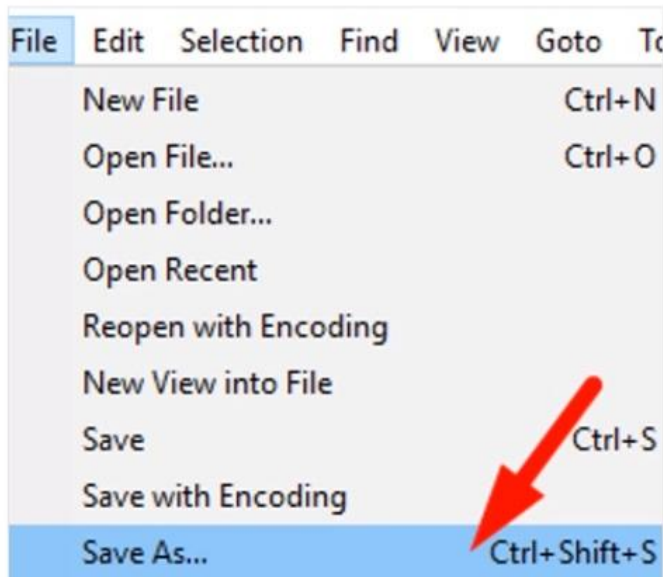 File Edit Selection Find View Goto
New File Ctrl+N
Open File... Ctrl+O
Open Folder...
Open Recent
Reopen with Encoding
New View into File
Save Ctrl+S
Save with Encoding
Save As... Ctrl+Shift+S